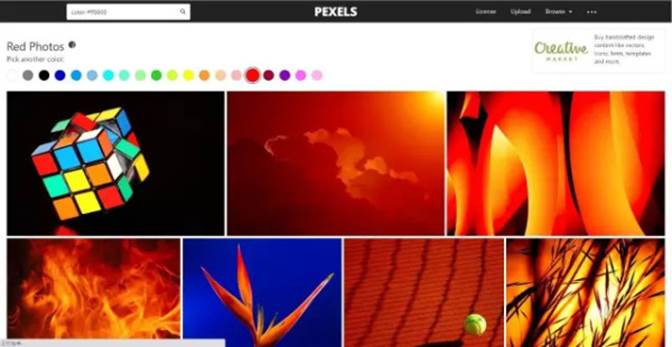 Color: #ff0000
PEXELS
License
Upload
Browse
Red Photos
Pick another color:
Creative
MARKET
Buy handcrafted design
content like vectors,
icons, fonts, templates
and more.